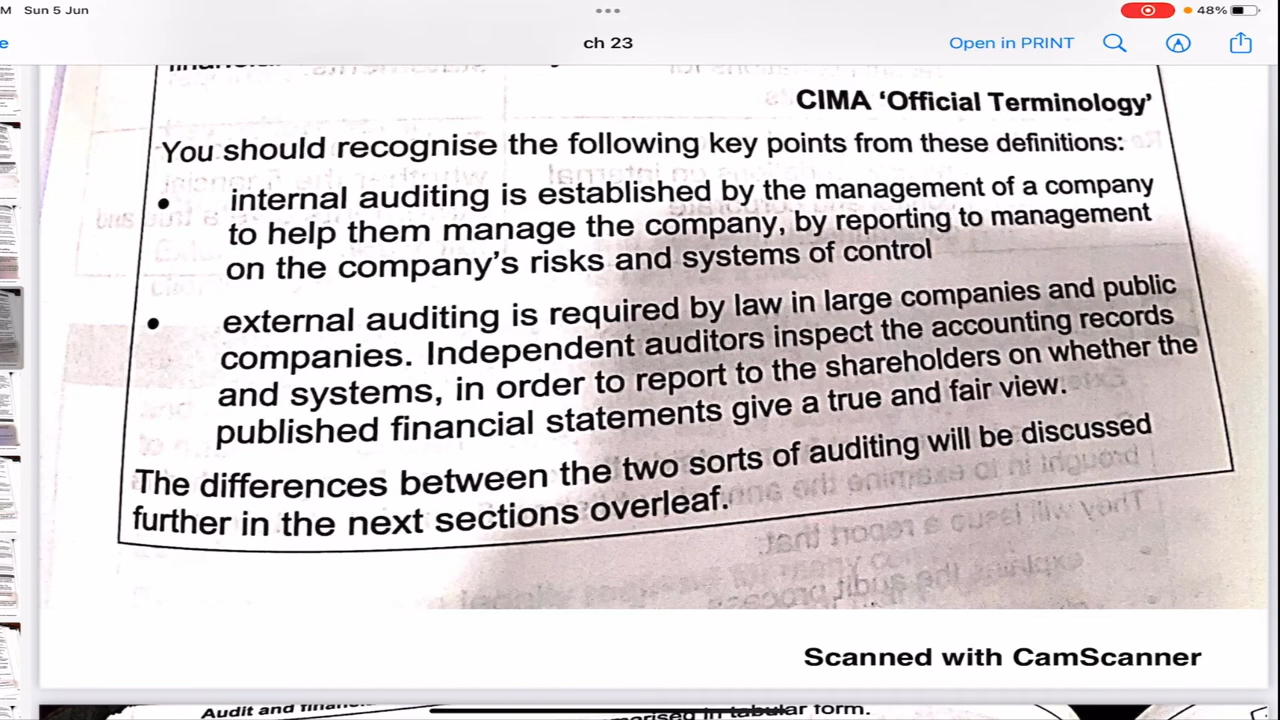 M Sun 5 Jun
48%
e
ch 23
Open in PRINT
CIMA ‘Official Terminology’
You should recognise the following key points from these definitions:
• internal auditing is established by the management of a company
to help them manage the company, by reporting to management
on the company’s risks and systems of control
• external auditing is required by law in large companies and public
companies. Independent auditors inspect the accounting records
and systems, in order to report to the shareholders on whether the
published financial statements give a true and fair view.
The differences between the two sorts of auditing will be discussed
further in the next sections overleaf.
Scanned with CamScanner
Audit and
in tabular form.